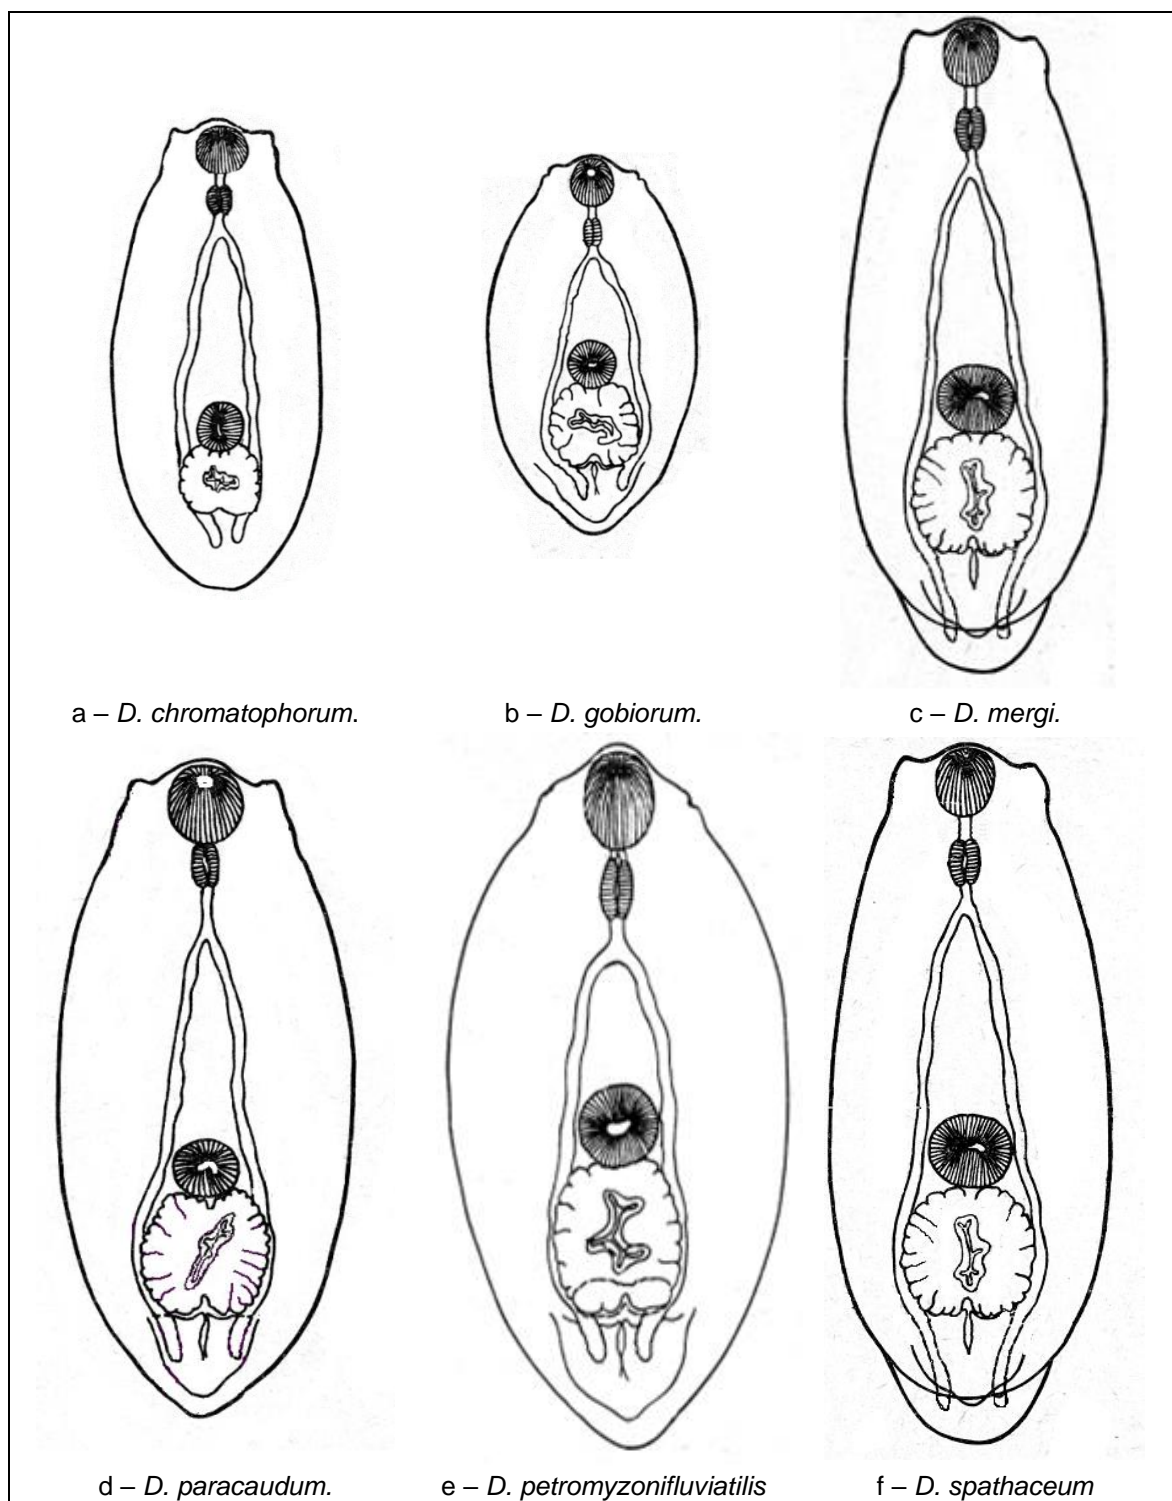 a – D. chromatophorum. b – D. gobiorum. c – D. mergi.
d – D. paracaudum. e – D. petromyzonifluviatilis f – D. spathaceum